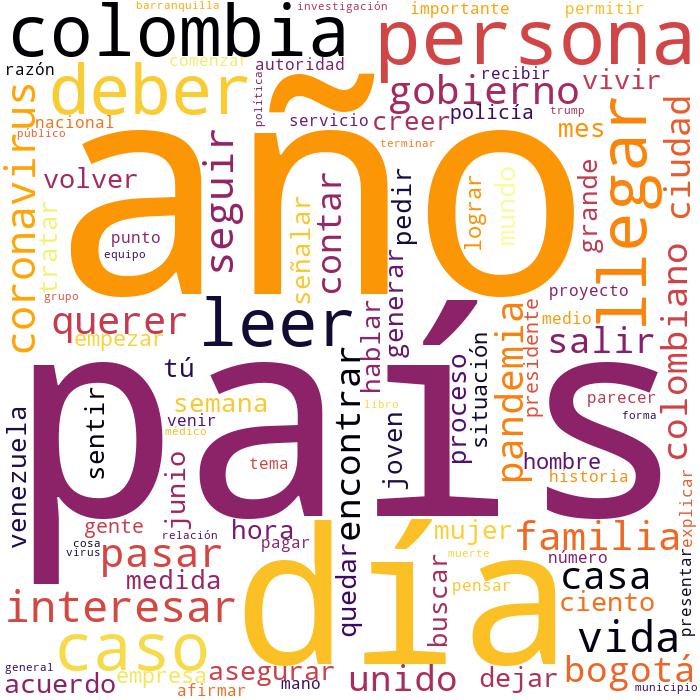 barranquilla
investigación
importante
permitir
colombia
persona
comenzar
autoridad
razón
deber
recibir
vivir
gobierno
política
coronavirus
nacional
público
servicio
creer
policía
trump
mes
llegar
ciudad
año
terminar
seguir
volver
tratar
señalar
contar
pedir
lograr
mundo
grande
punto
equipo
generar
grupo
proyecto
querer
empezar
leer
hablar
pandemia
presidente
medio
salir
colombiano
país
tú
encontrar
proceso
situación
semana
venir
médico
libro
parecer
forma
venezuela
sentir
joven
tema
hombre
historia
junio
gente
cosa
virus
relación
hora
pagar
mujer
familia
explicar
pasar
medida
quedar
día
muerte
número
pensar
casa
presentar
interesar
buscar
ciento
caso
vida
general
acuerdo
empresa
asegurar
afirmar
mano
unido
dejar
bogotá
municipio